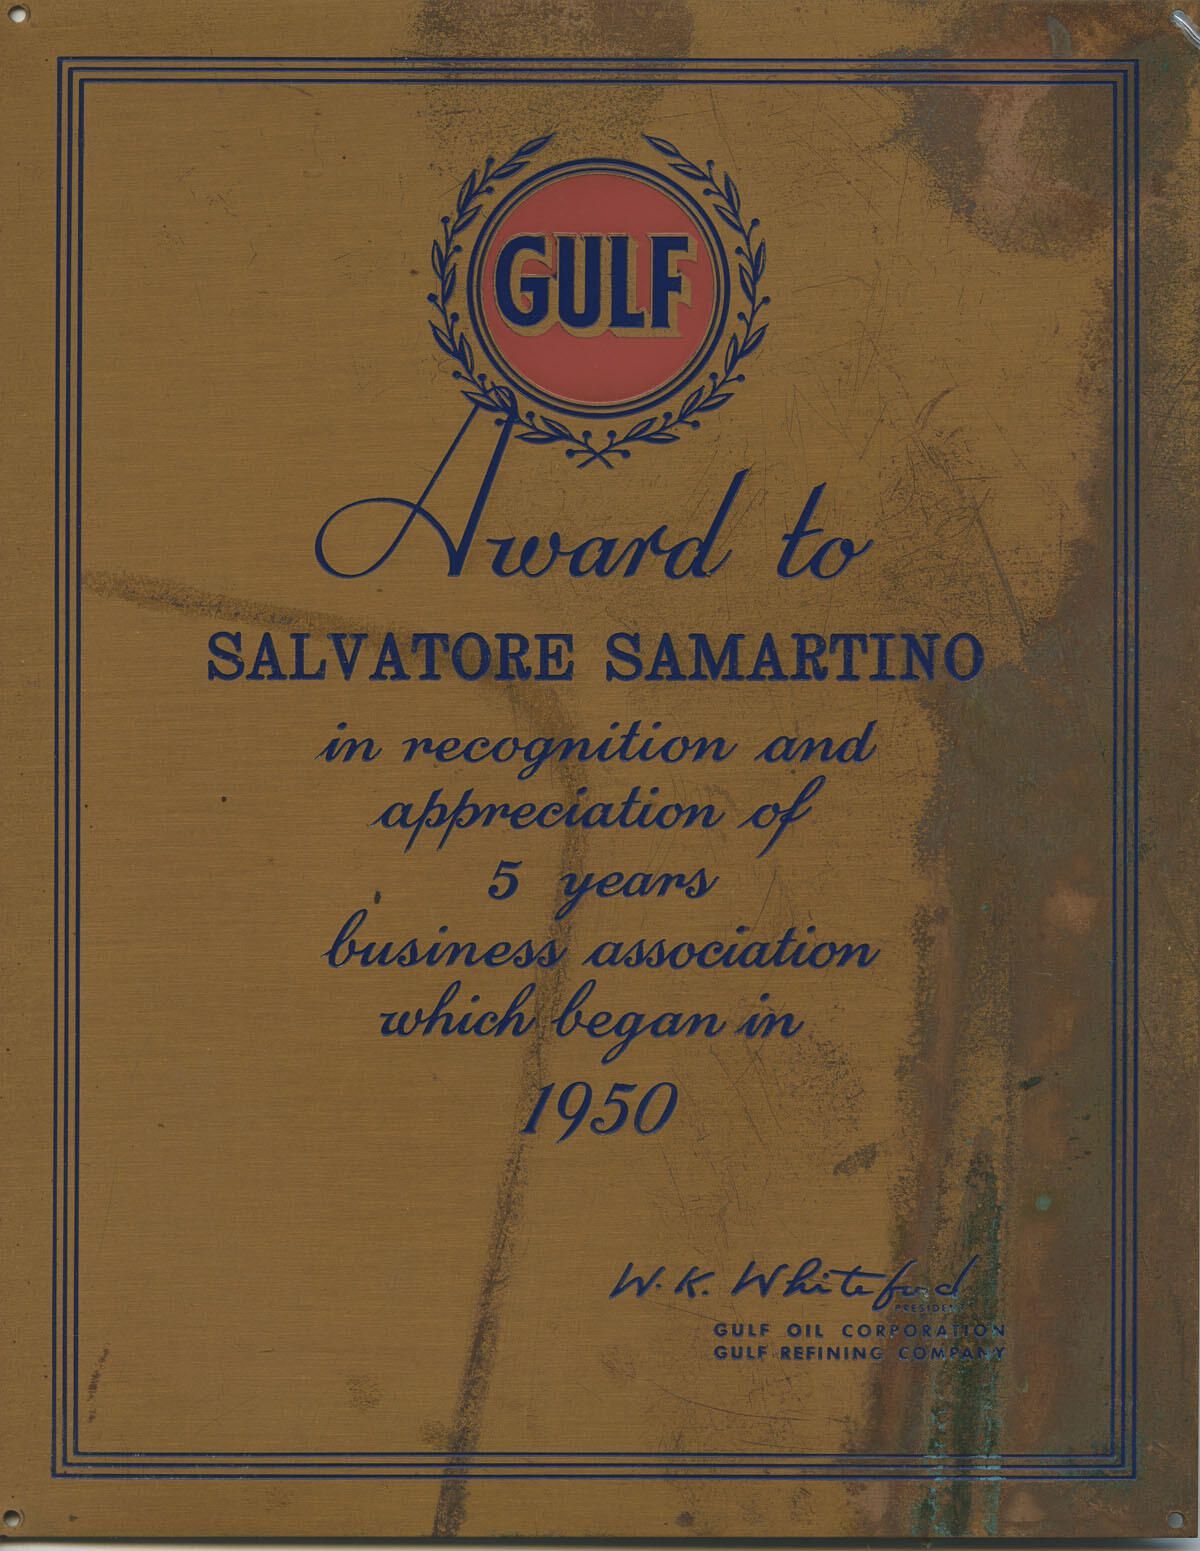 GULF
Award to
SALVATORE SAMARTINO
in recognition and
appreciation of
5 years
business association
which began in
1950
W. K. Whiteford
PRESIDENT
GULF OIL CORPORATION
GULF REFINING COMPANY